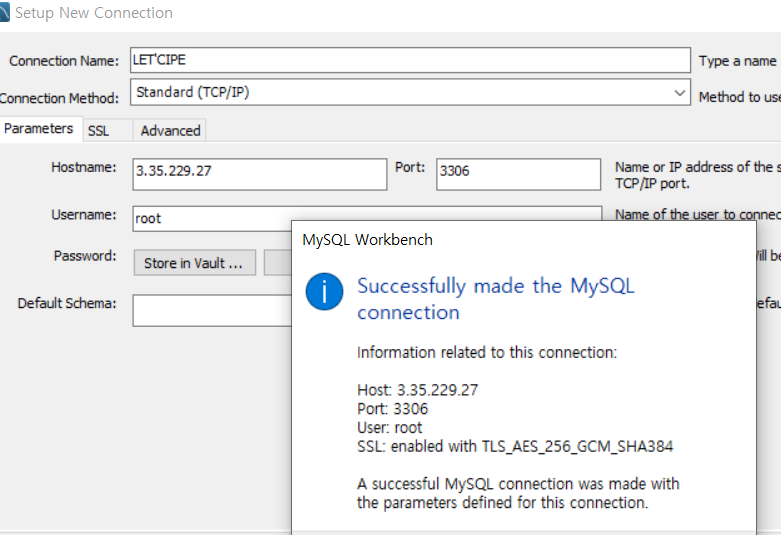 Setup New Connection
Connection Name: LET'CIPE Type a name
Connection Method: Standard (TCP/IP) Method to use
Parameters SSL Advanced
Hostname: 3.35.229.27 Port: 3306 Name or IP address of the s
TCP/IP port.
Username: root Name of the user to connec
Password: Store in Vault ... Will be
Default Schema: efau
MySQL Workbench
Successfully made the MySQL
connection
Information related to this connection:
Host: 3.35.229.27
Port: 3306
User: root
SSL: enabled with TLS_AES_256_GCM_SHA384
A successful MySQL connection was made with
the parameters defined for this connection.